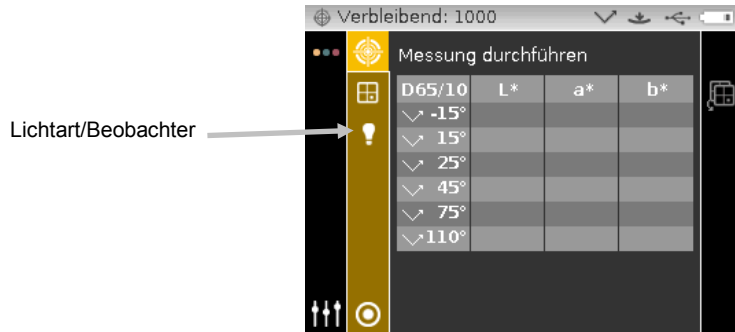 Verbleibend: 1000
Messung durchführen
D65/10 L* a* b*
-15°
15°
25°
45°
75°
110°
Lichtart/Beobachter